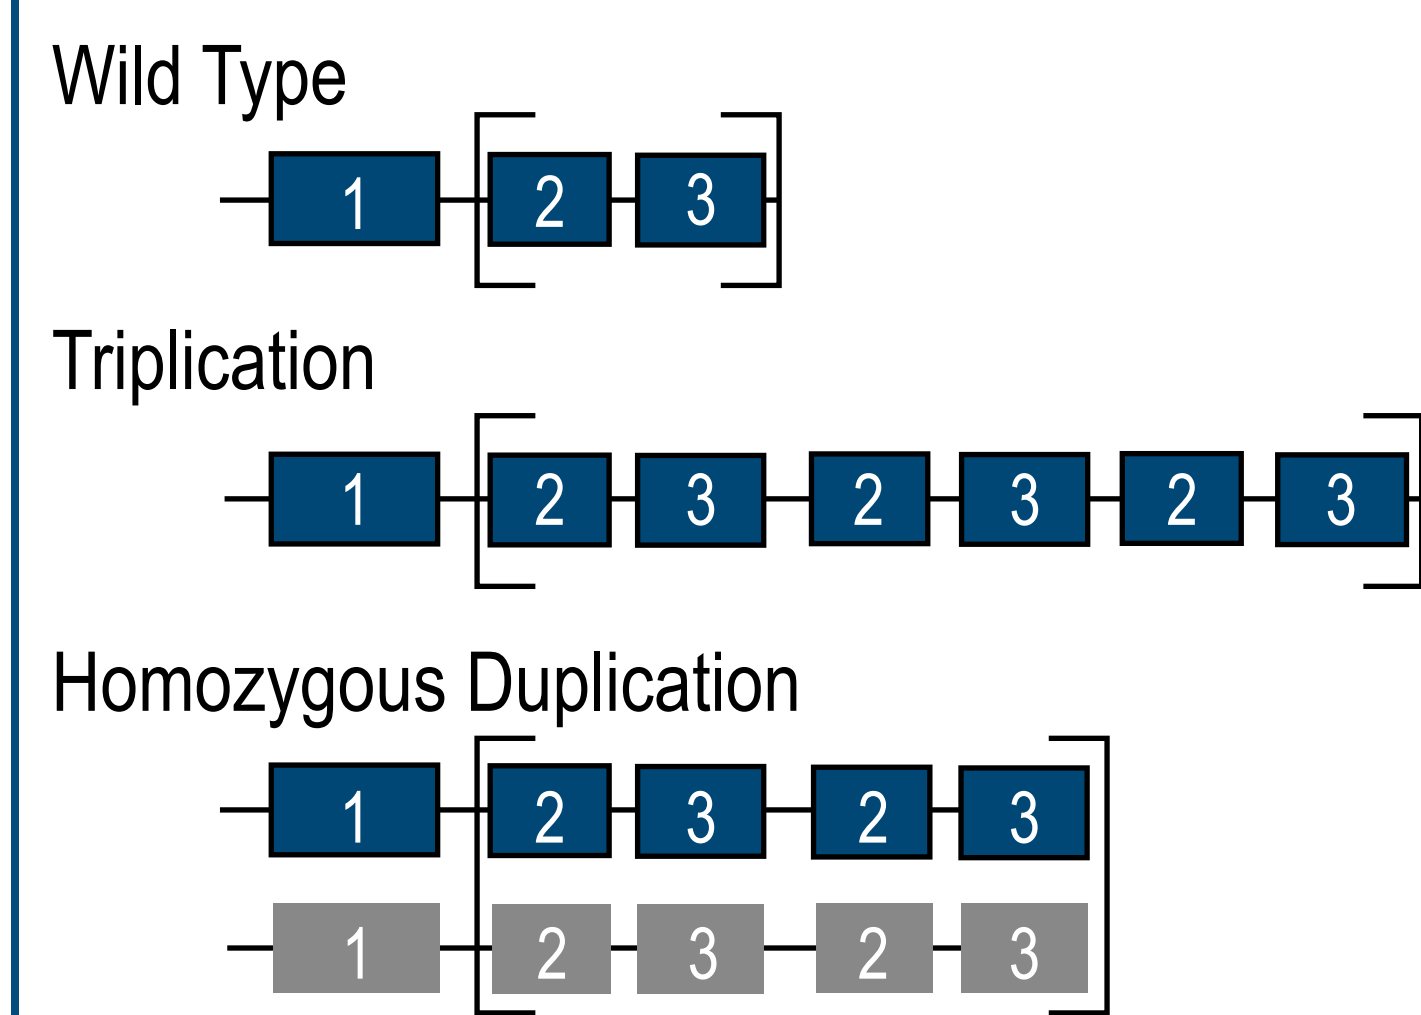 Wild Type
1 2 3
Triplication
1 2 3 2 3 2 3
Homozygous Duplication
1 2 3 2 3
1 2 3 2 3